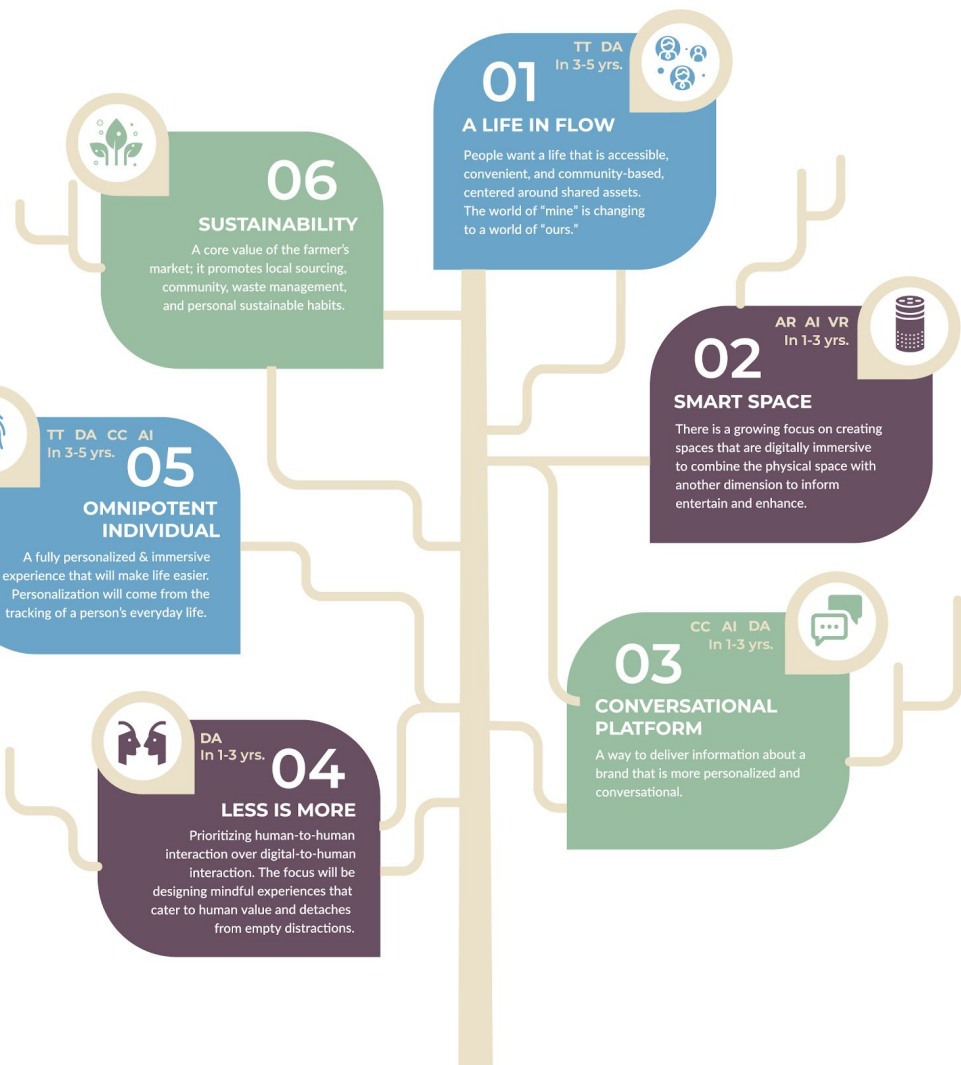 TT DA
In 3-5 yrs.
01
A LIFE IN FLOW
People want a life that is accessible,
convenient, and community-based,
centered around shared assets.
The world of “mine” is changing
to a world of “ours.”
AR AI VR
In 1-3 yrs.
02
SMART SPACE
There is a growing focus on creating
spaces that are digitally immersive
to combine the physical space with
another dimension to inform
entertain and enhance.
CC AI DA
In 1-3 yrs.
03
CONVERSATIONAL
PLATFORM
A way to deliver information about a
brand that is more personalized and
conversational.
DA
In 1-3 yrs.
04
LESS IS MORE
Prioritizing human-to-human
interaction over digital-to-human
interaction. The focus will be
designing mindful experiences that
cater to human value and detaches
from empty distractions.
TT DA CC AI
In 3-5 yrs.
05
OMNIPOTENT
INDIVIDUAL
A fully personalized & immersive
experience that will make life easier.
Personalization will come from the
tracking of a person’s everyday life.
06
SUSTAINABILITY
A core value of the farmer’s
market; it promotes local sourcing,
community, waste management,
and personal sustainable habits.